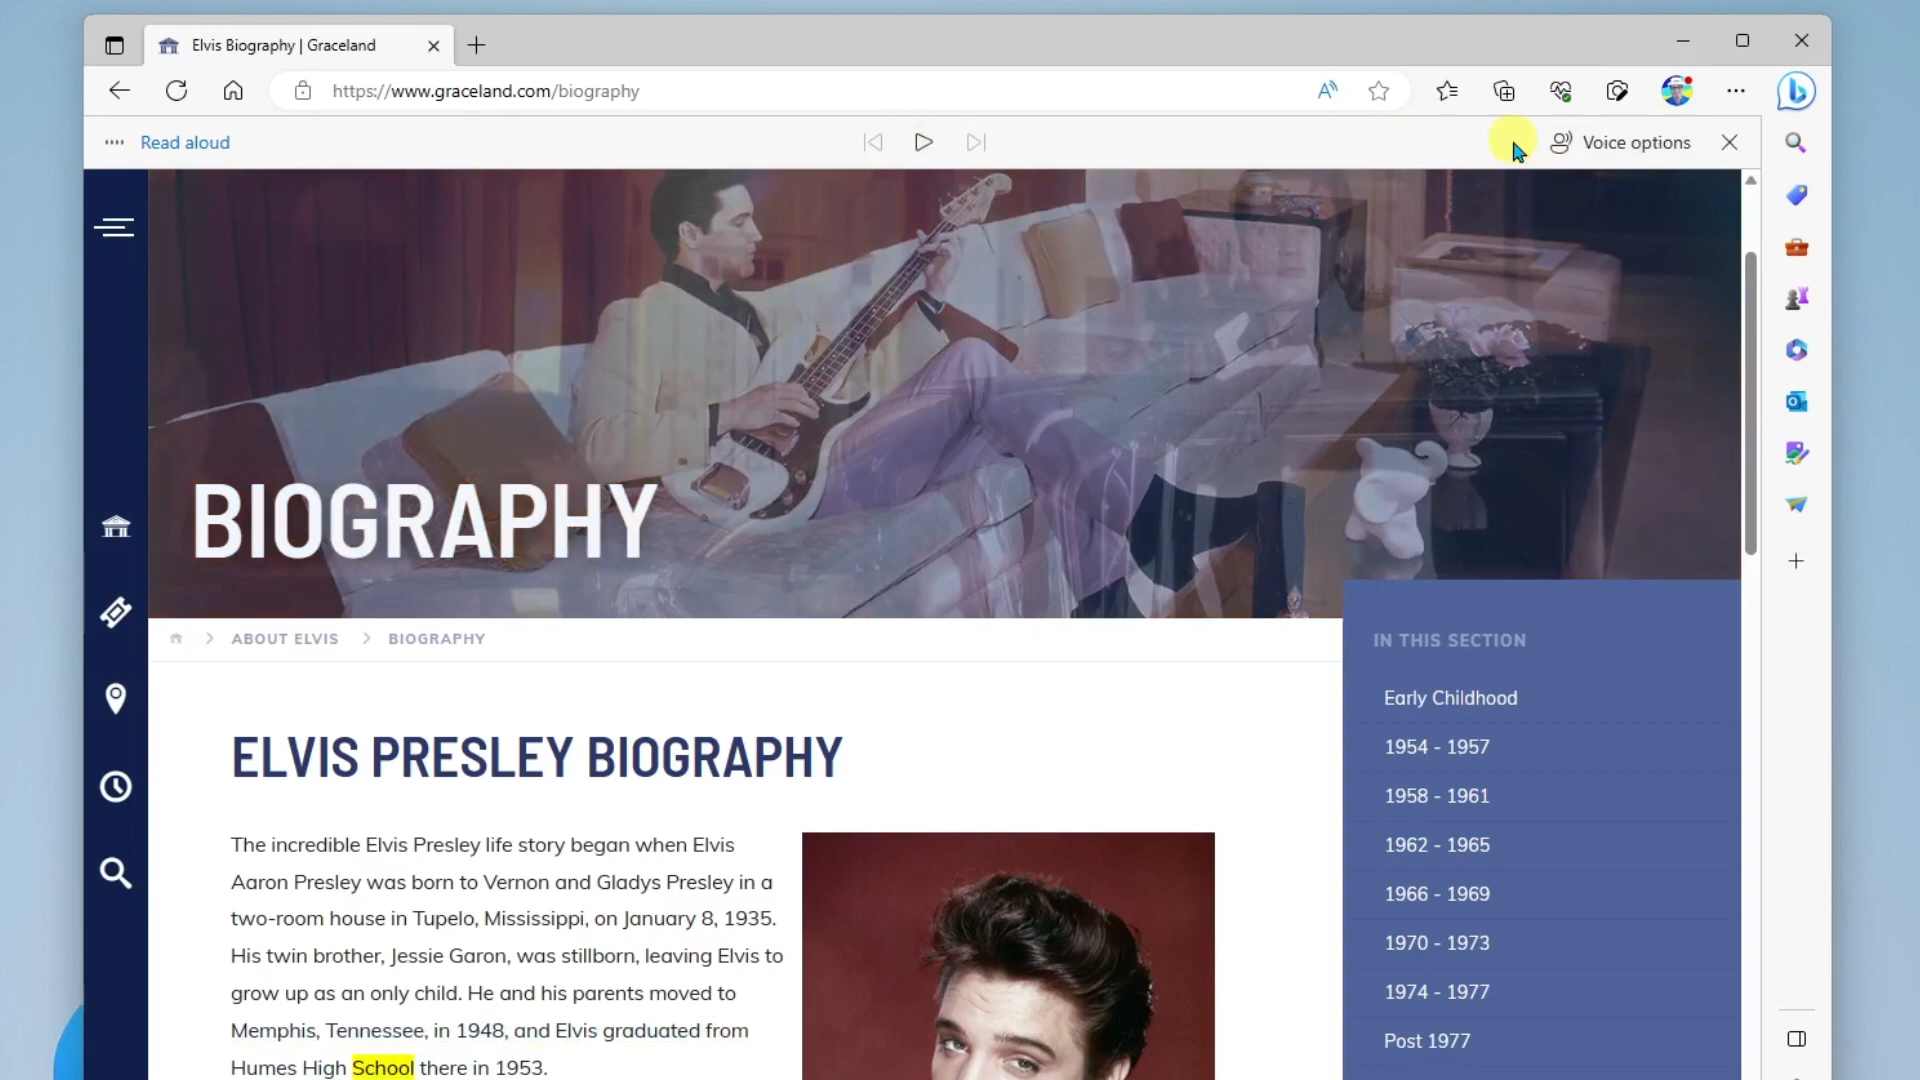 Elvis Biography | Graceland
https://www.graceland.com/biography
Read aloud
Voice options
BIOGRAPHY
ABOUT ELVIS
BIOGRAPHY
ELVIS PRESLEY BIOGRAPHY
The incredible Elvis Presley life story began when Elvis
Aaron Presley was born to Vernon and Gladys Presley in a
two-room house in Tupelo, Mississippi, on January 8, 1935.
His twin brother, Jessie Garon, was stillborn, leaving Elvis to
grow up as an only child. He and his parents moved to
Memphis, Tennessee, in 1948, and Elvis graduated from
Humes High School there in 1953.
IN THIS SECTION
Early Childhood
1954 - 1957
1958 - 1961
1962 - 1965
1966 - 1969
1970 - 1973
1974 - 1977
Post 1977